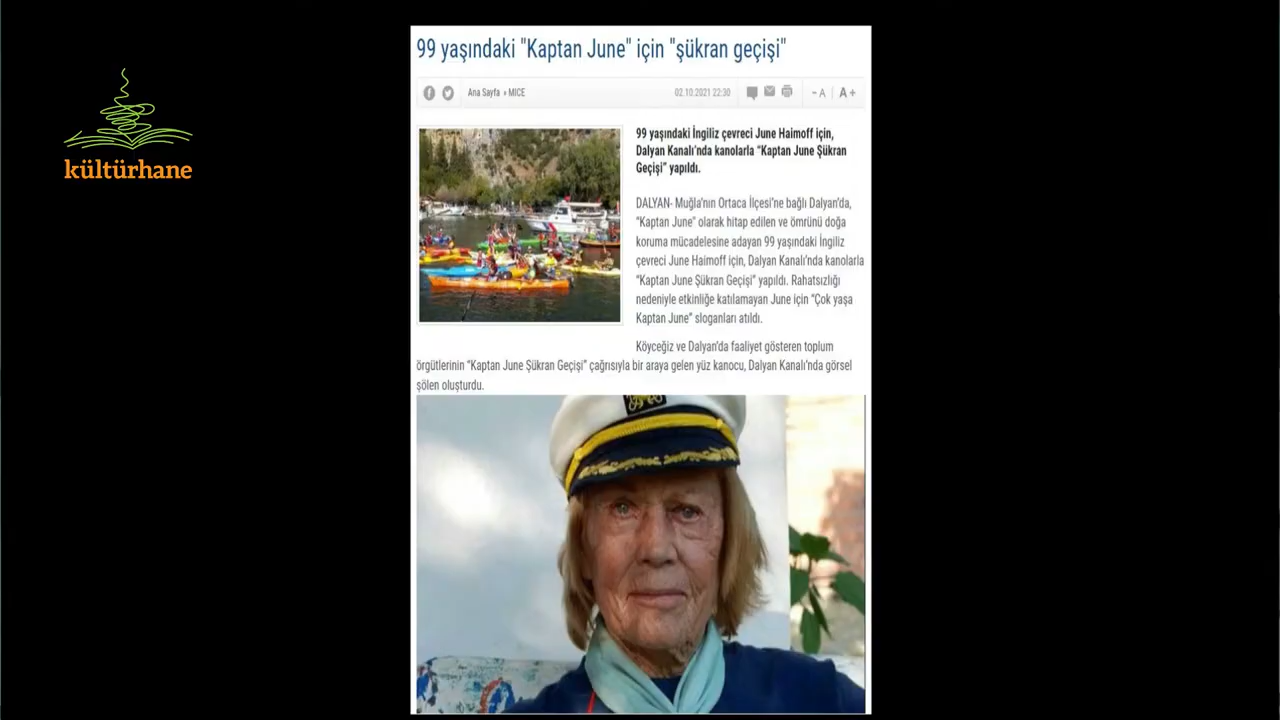 kültürhane
99 yaşındaki "Kaptan June" için "şükran geçişi"
Ana Sayfa » MICE
02.10.2021 22:30
- A
A +
99 yaşındaki İngiliz çevreci June Haimoff için,
Dalyan Kanalı'nda kanolarla "Kaptan June Şükran
Geçişi" yapıldı.
DALYAN- Muğla'nın Ortaca İlçesi'ne bağlı Dalyan'da,
"Kaptan June" olarak hitap edilen ve ömrünü doğa
koruma mücadelesine adayan 99 yaşındaki İngiliz
çevreci June Haimoff için, Dalyan Kanalı'nda kanolarla
"Kaptan June Şükran Geçişi" yapıldı. Rahatsızlığı
nedeniyle etkinliğe katılamayan June için "Çok yaşa
Kaptan June" sloganları atıldı.
Köyceğiz ve Dalyan'da faaliyet gösteren toplum
örgütlerinin "Kaptan June Şükran Geçişi" çağrısıyla bir araya gelen yüz kanocu, Dalyan Kanalı'nda görsel
şölen oluşturdu.